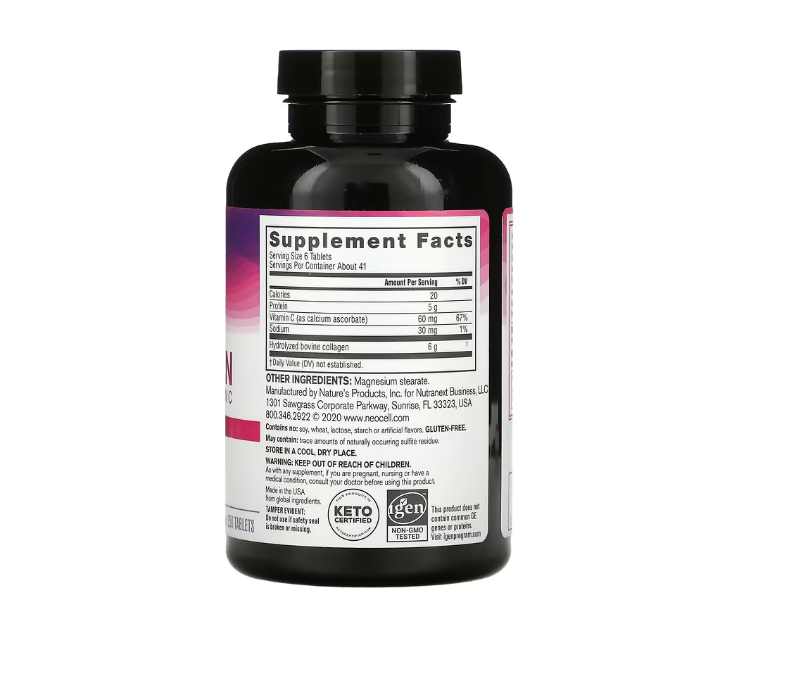 Supplement Facts
Serving Size 6 Tablets
Servings Per Container About 41
Amount Per Serving % DV
Calories 20
Protein 5 g
Vitamin C (as calcium ascorbate) 60 mg 67%
Sodium 30 mg 1%
Hydrolyzed bovine collagen 6 g †
†Daily Value (DV) not established.
OTHER INGREDIENTS: Magnesium stearate.
Manufactured by Nature's Products, Inc. for Nutranext Business, LLC
1301 Sawgrass Corporate Parkway, Sunrise, FL 33323, USA
800.346.2922 © 2020 www.neocell.com
Contains no: soy, wheat, lactose, starch or artificial flavors. GLUTEN-FREE.
May contain: trace amounts of naturally occurring sulfite residue.
STORE IN A COOL, DRY PLACE.
WARNING: KEEP OUT OF REACH OF CHILDREN.
As with any supplement, if you are pregnant, nursing or have a
medical condition, consult your doctor before using this product.
Made in the USA
from global ingredients.
TAMPER EVIDENT:
Do not use if safety seal
is broken or missing.
THIS PRODUCT IS
KETO
CERTIFIED
KETOCERTIFIED.COM
igen
NON-GMO
TESTED
This product does not
contain common GE
genes or proteins.
Visit igenprogram.com
N
IC
250 TABLETS